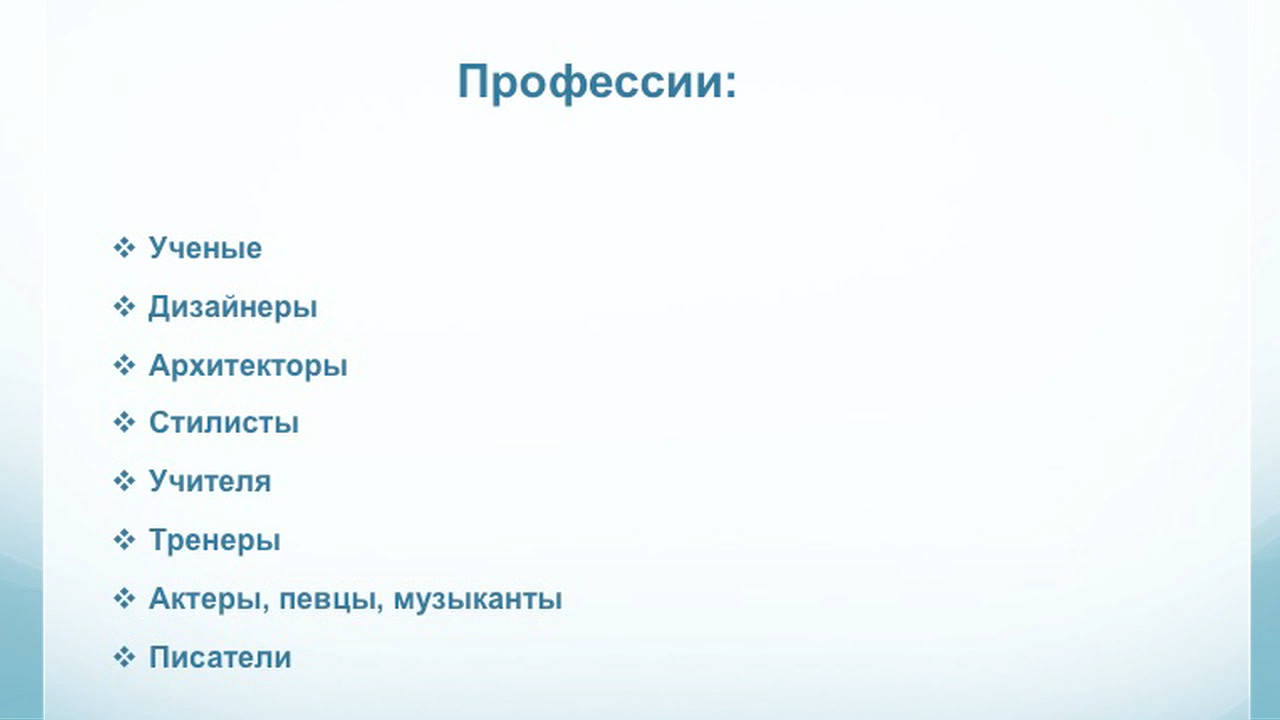 Профессии:
❖ Ученые
❖ Дизайнеры
❖ Архитекторы
❖ Стилисты
❖ Учителя
❖ Тренеры
❖ Актеры, певцы, музыканты
❖ Писатели